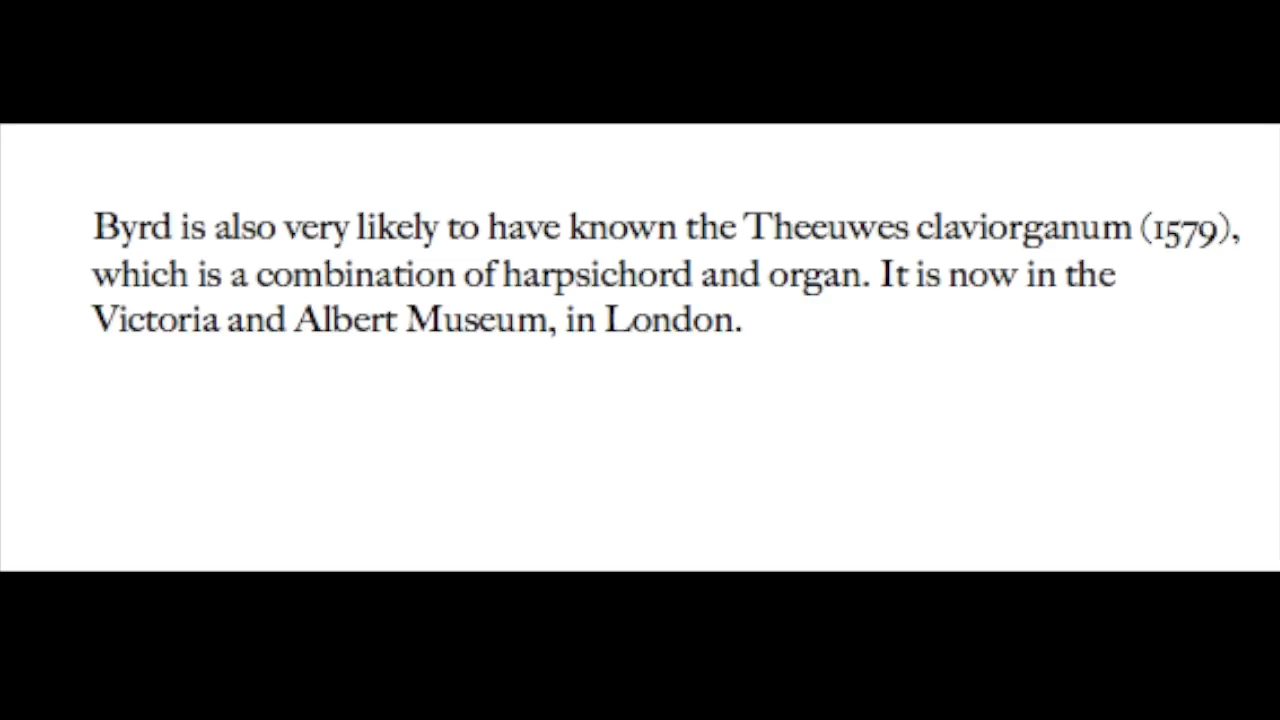 Byrd is also very likely to have known the Theeuwes claviorganum (1579),
which is a combination of harpsichord and organ. It is now in the
Victoria and Albert Museum, in London.